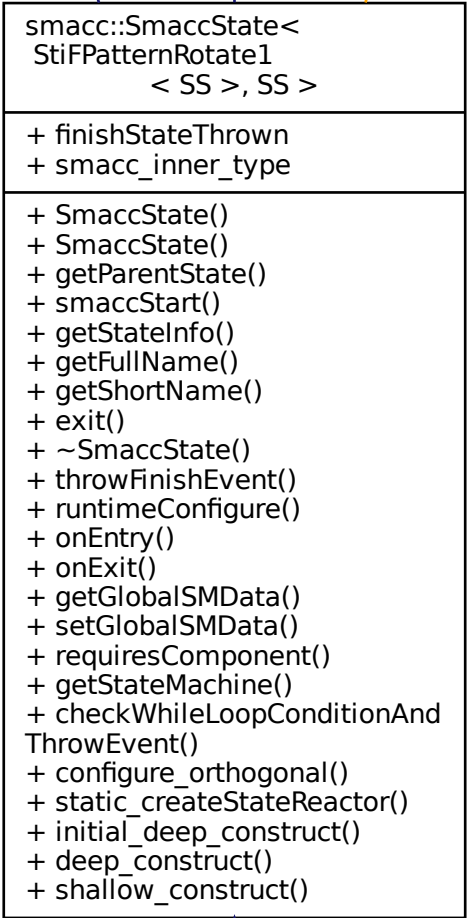 smacc::SmaccState<
StiFPatternRotate1
< SS >, SS >
+ finishStateThrown
+ smacc_inner_type
+ SmaccState()
+ SmaccState()
+ getParentState()
+ smaccStart()
+ getStateInfo()
+ getFullName()
+ getShortName()
+ exit()
+ ~SmaccState()
+ throwFinishEvent()
+ runtimeConfigure()
+ onEntry()
+ onExit()
+ getGlobalSMData()
+ setGlobalSMData()
+ requiresComponent()
+ getStateMachine()
+ checkWhileLoopConditionAnd
ThrowEvent()
+ configure_orthogonal()
+ static_createStateReactor()
+ initial_deep_construct()
+ deep_construct()
+ shallow_construct()